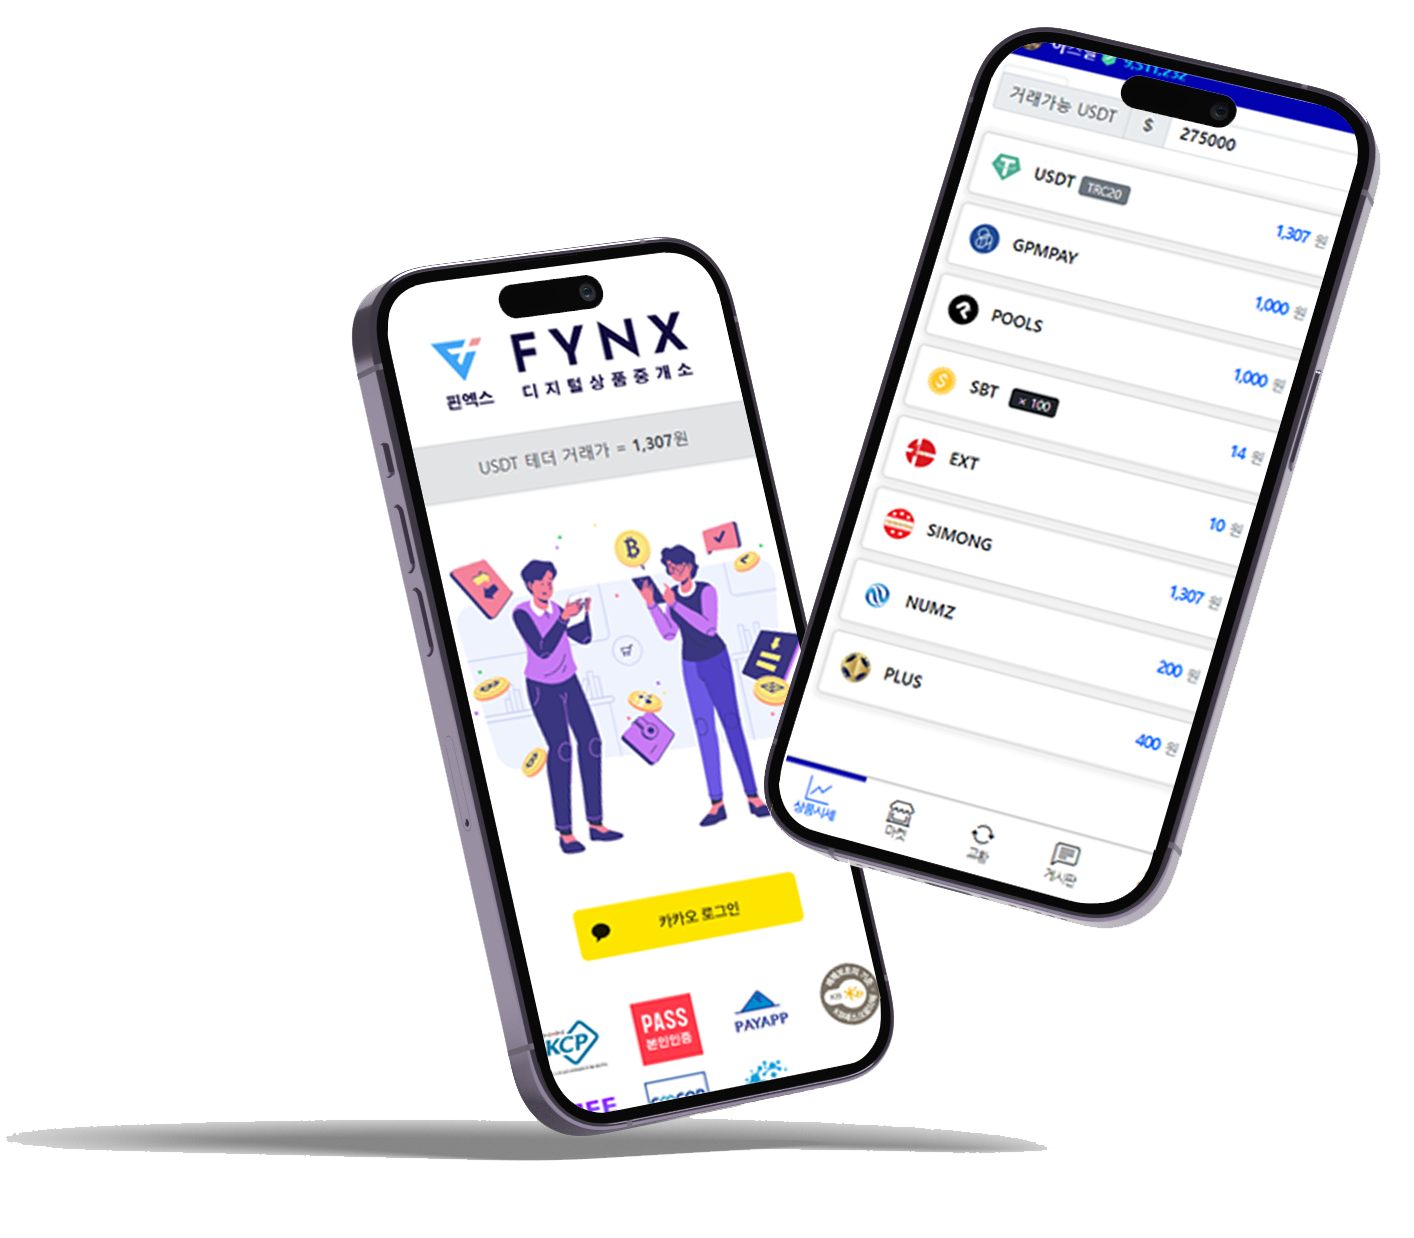 FYNX
핀엑스
디지털상품중개소
USDT 테더 거래가 = 1,307원
카카오 로그인
KCP
PASS
본인인증
PAYAPP
거래가능 USDT $ 275000
USDT TRC20
1,307 원
GPMPAY
1,000 원
POOLS
1,000 원
SBT × 100
14 원
EXT
10 원
SIMONG
1,307 원
NUMZ
200 원
PLUS
400 원
상품시세
마켓
교환
게시판